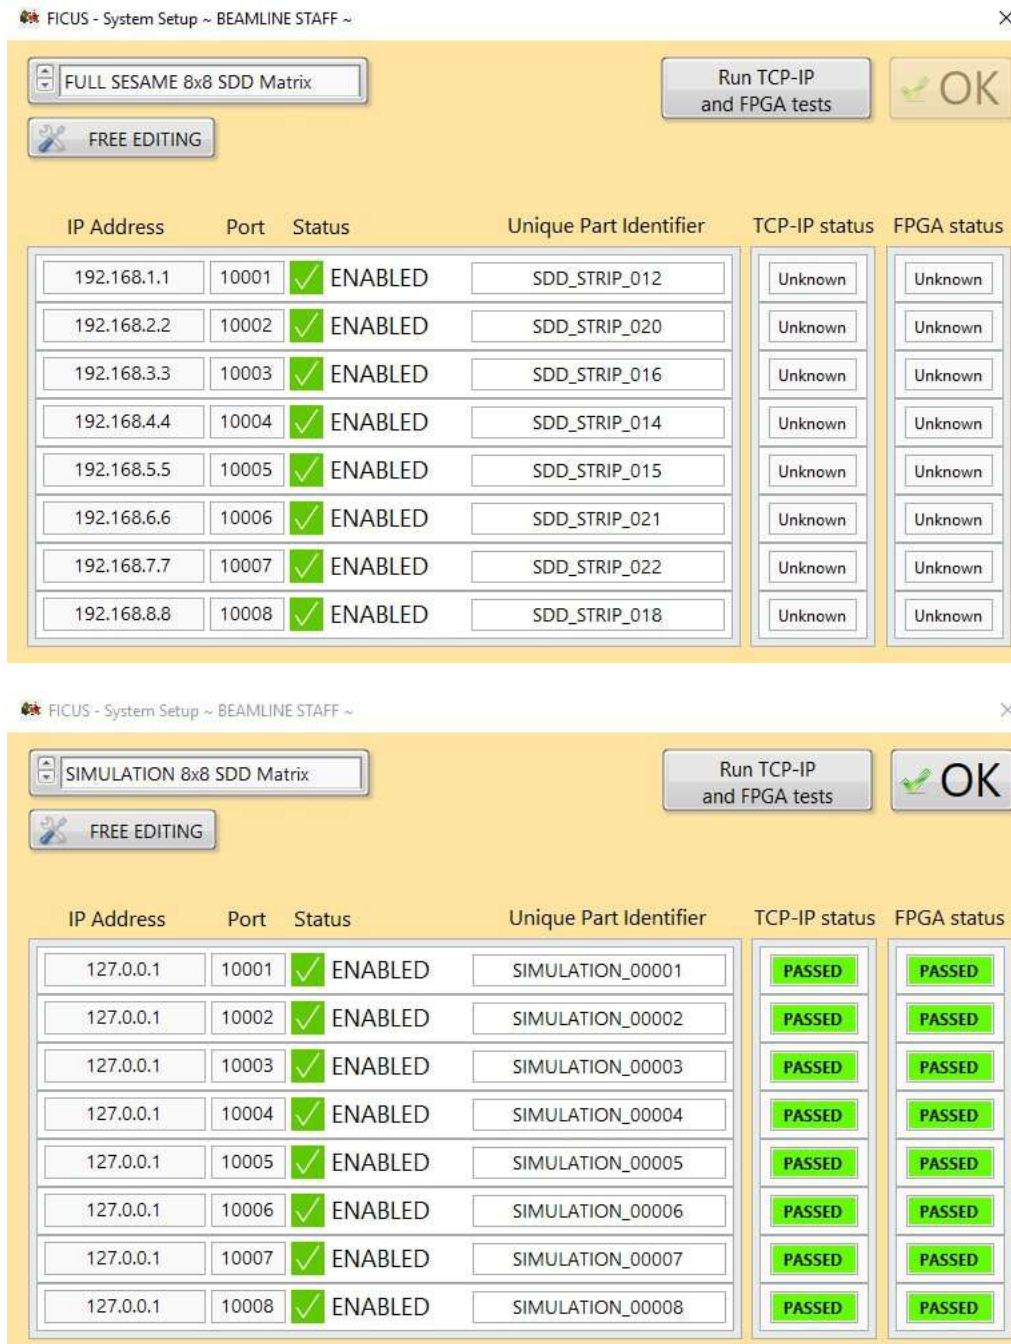 FICUS - System Setup ~ BEAMLINE STAFF ~
FULL SESAME 8x8 SDD Matrix
Run TCP-IP
and FPGA tests
OK
FREE EDITING
IP Address Port Status Unique Part Identifier TCP-IP status FPGA status
192.168.1.1 10001 ENABLED SDD_STRIP_012 Unknown Unknown
192.168.2.2 10002 ENABLED SDD_STRIP_020 Unknown Unknown
192.168.3.3 10003 ENABLED SDD_STRIP_016 Unknown Unknown
192.168.4.4 10004 ENABLED SDD_STRIP_014 Unknown Unknown
192.168.5.5 10005 ENABLED SDD_STRIP_015 Unknown Unknown
192.168.6.6 10006 ENABLED SDD_STRIP_021 Unknown Unknown
192.168.7.7 10007 ENABLED SDD_STRIP_022 Unknown Unknown
192.168.8.8 10008 ENABLED SDD_STRIP_018 Unknown Unknown
FICUS - System Setup ~ BEAMLINE STAFF ~
SIMULATION 8x8 SDD Matrix
Run TCP-IP
and FPGA tests
OK
FREE EDITING
IP Address Port Status Unique Part Identifier TCP-IP status FPGA status
127.0.0.1 10001 ENABLED SIMULATION_00001 PASSED PASSED
127.0.0.1 10002 ENABLED SIMULATION_00002 PASSED PASSED
127.0.0.1 10003 ENABLED SIMULATION_00003 PASSED PASSED
127.0.0.1 10004 ENABLED SIMULATION_00004 PASSED PASSED
127.0.0.1 10005 ENABLED SIMULATION_00005 PASSED PASSED
127.0.0.1 10006 ENABLED SIMULATION_00006 PASSED PASSED
127.0.0.1 10007 ENABLED SIMULATION_00007 PASSED PASSED
127.0.0.1 10008 ENABLED SIMULATION_00008 PASSED PASSED